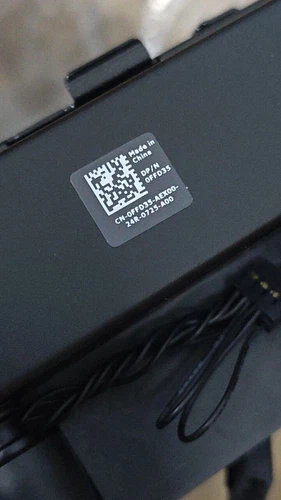 Made in
China
DP/N
0FFD35
CN-0FFD35-AEX00-
24R-0725-A00